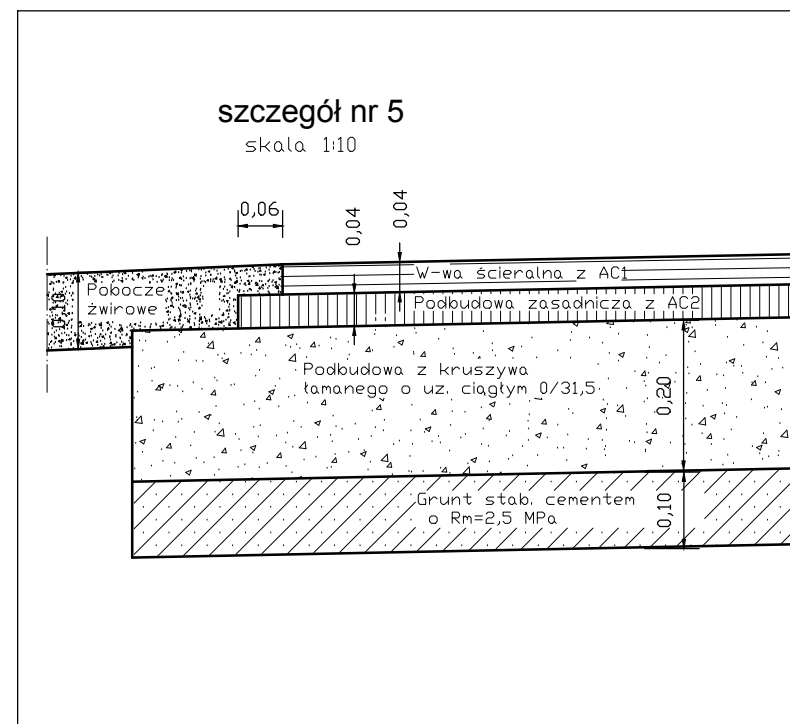 szczegół nr 5
skala 1:10
0,06
0,04
0,04
W-wa ścieralna z AC1
Pobocze
żwirowe
0,10
Podbudowa zasadnicza z AC2
Podbudowa z kruszywa
łamanego o uz. ciągłym 0/31,5
0,20
Grunt stab. cementem
o Rm=2,5 MPa
0,10